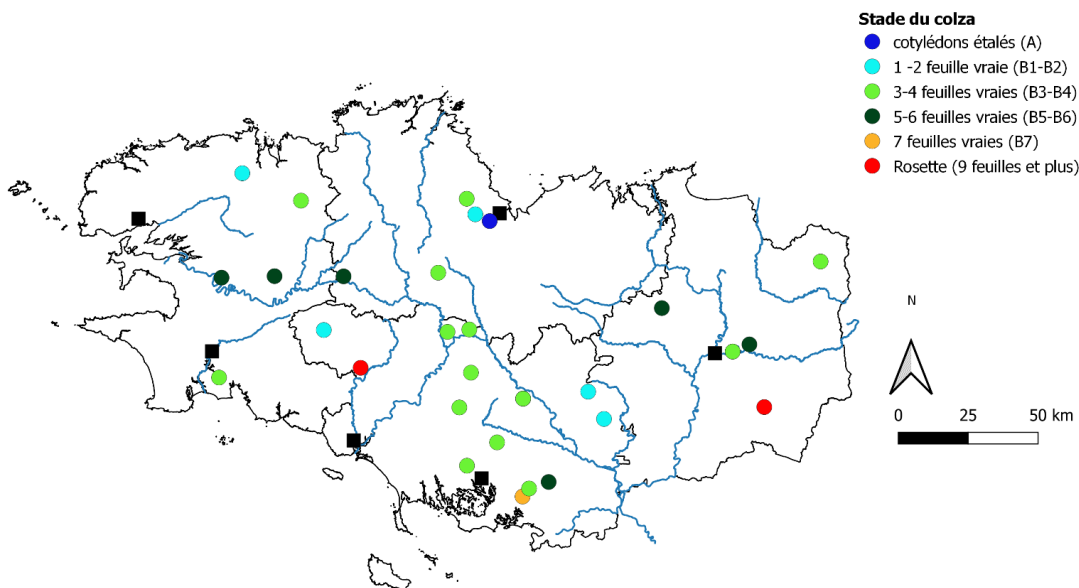 Stade du colza
cotylédons étalés (A)
1 -2 feuille vraie (B1-B2)
3-4 feuilles vraies (B3-B4)
5-6 feuilles vraies (B5-B6)
7 feuilles vraies (B7)
Rosette (9 feuilles et plus)
N
0 25 50 km